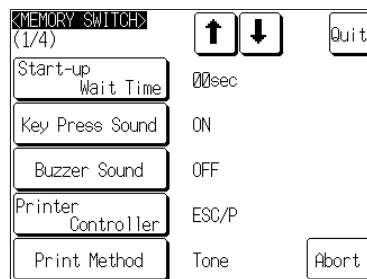 <MEMORY SWITCH>
(1/4)
Quit
Start-up
Wait Time
00sec
Key Press Sound
ON
Buzzer Sound
OFF
Printer
Controller
ESC/P
Print Method
Tone
Abort